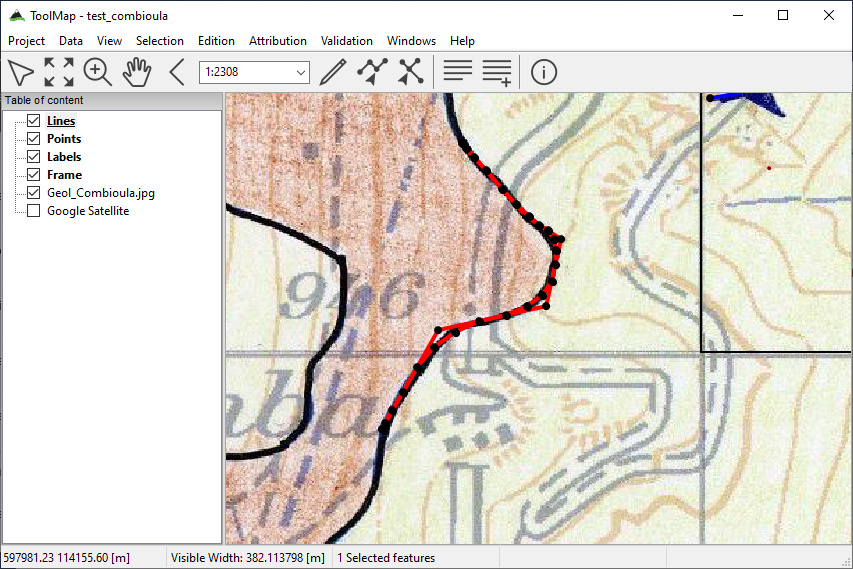 ToolMap - test_combioula
Project Data View Selection Edition Attribution Validation Windows Help
1:2308
Table of content
Lines
Points
Labels
Frame
Geol_Combioula.jpg
Google Satellite
946
mba
597981.23 114155.60 [m] Visible Width: 382.113798 [m] 1 Selected features